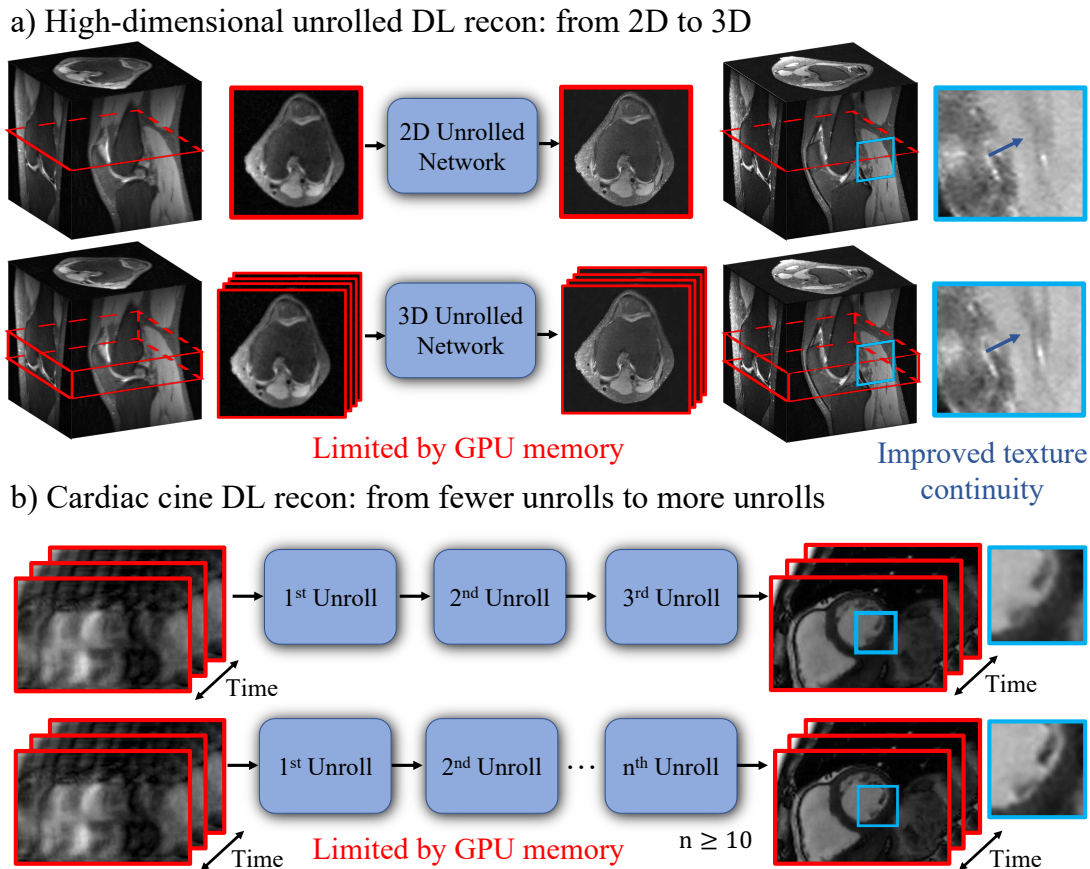 a) High-dimensional unrolled DL recon: from 2D to 3D
2D Unrolled
Network
3D Unrolled
Network
Limited by GPU memory
Improved texture
continuity
b) Cardiac cine DL recon: from fewer unrolls to more unrolls
1st Unroll
2nd Unroll
3rd Unroll
Time
Time
1st Unroll
2nd Unroll
...
nth Unroll
Time
Limited by GPU memory
n ≥ 10
Time